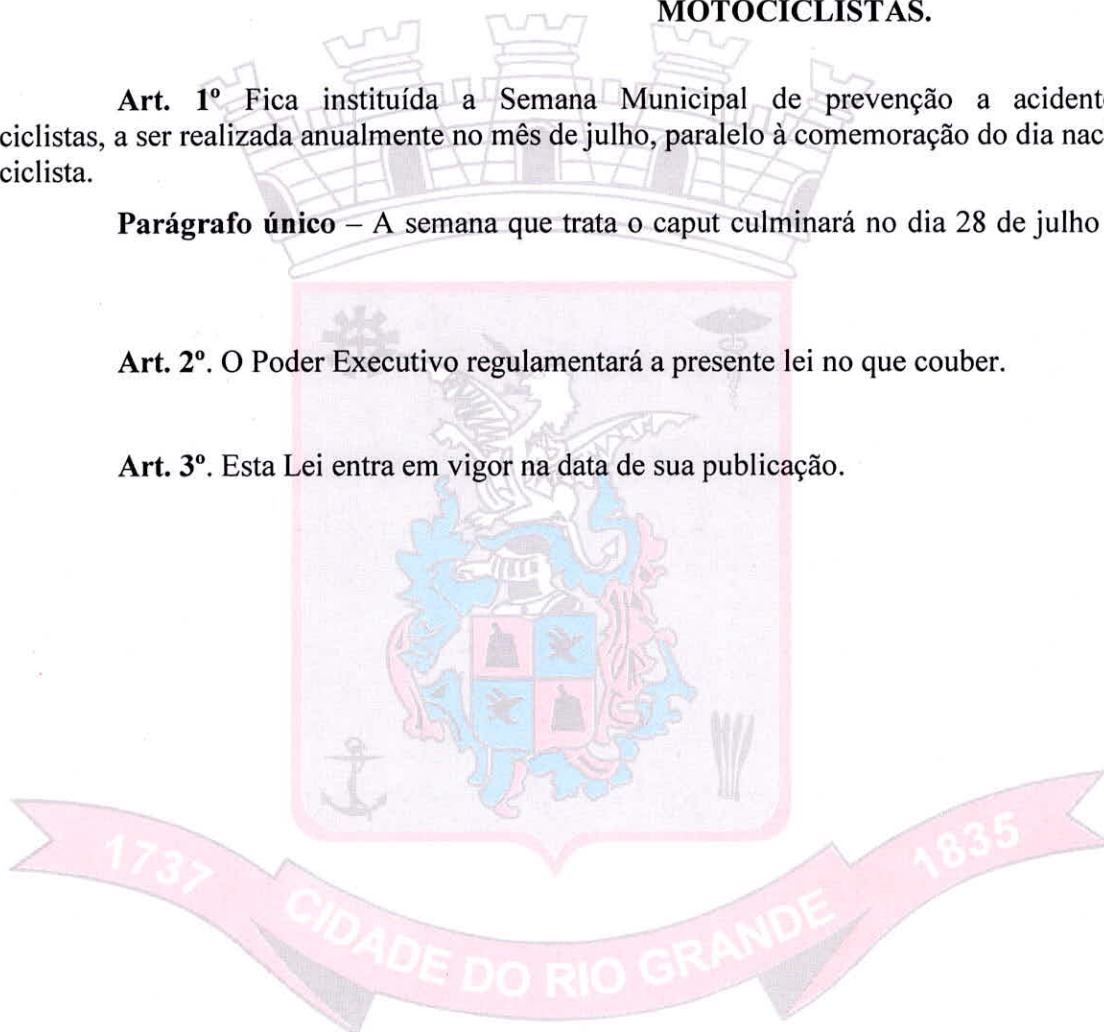 MOTOCICLISTAS.
Art. 1º Fica instituída a Semana Municipal de prevenção a acident
ciclistas, a ser realizada anualmente no mês de julho, paralelo à comemoração do dia nac
ciclista.
Parágrafo único – A semana que trata o caput culminará no dia 28 de julho
Art. 2º. O Poder Executivo regulamentará a presente lei no que couber.
Art. 3º. Esta Lei entra em vigor na data de sua publicação.
1737 CIDADE DO RIO GRANDE 1835